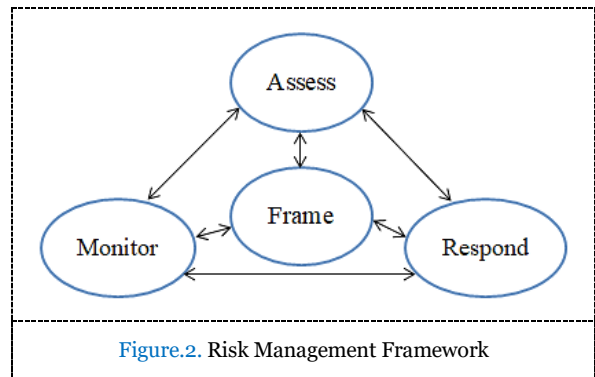 Assess
Frame
Monitor
Respond
Figure.2. Risk Management Framework